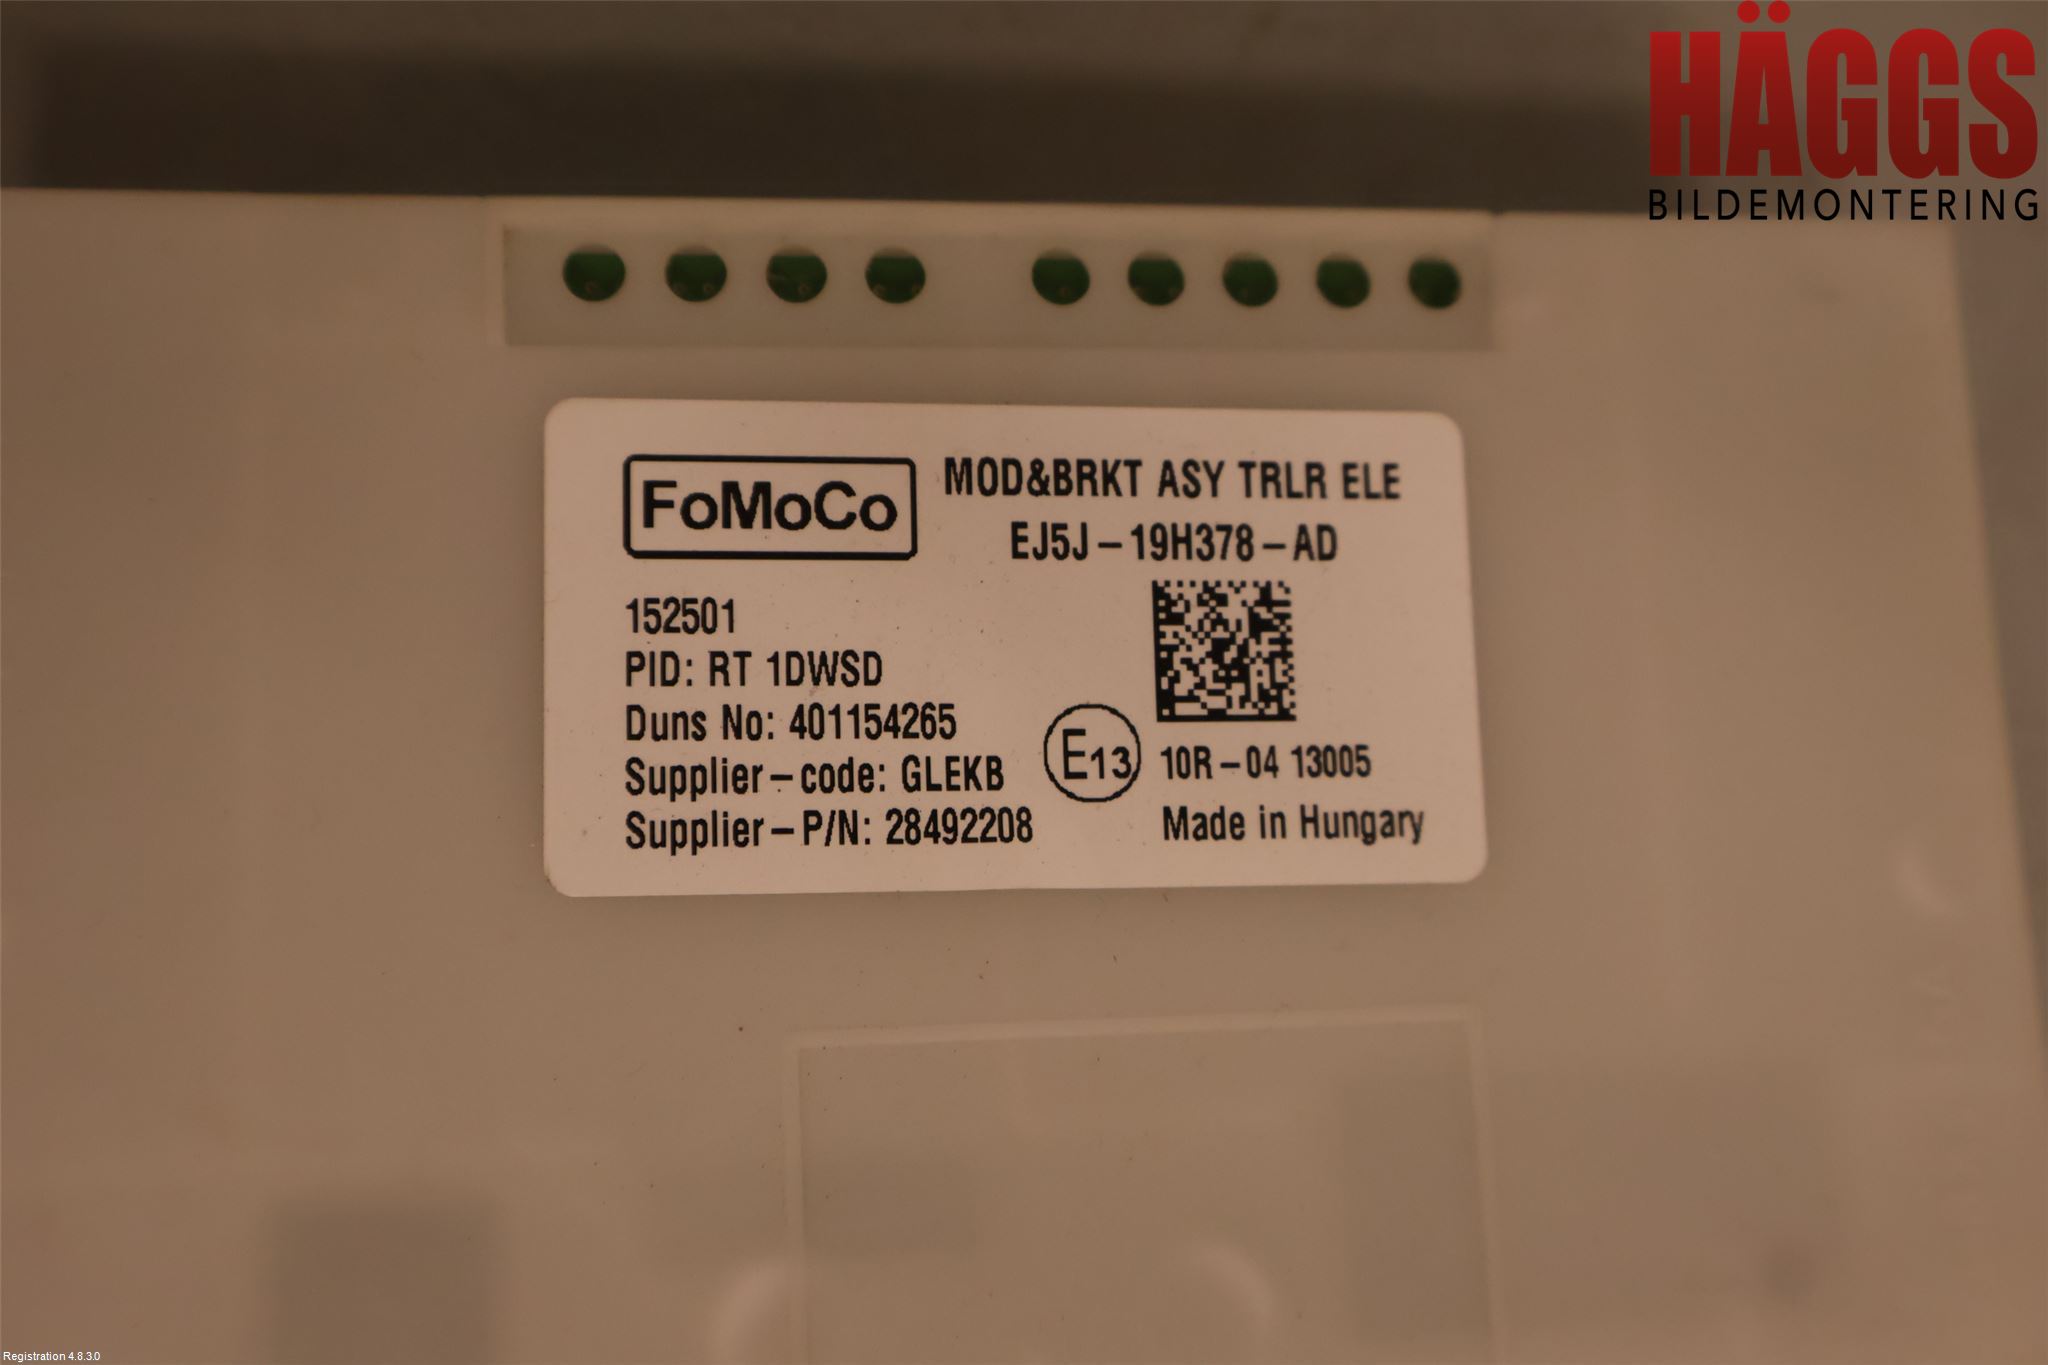 HÄGGS
BILDEMONTERING
FoMoCo
MOD&BRKT ASY TRLR ELE
EJ5J-19H378-AD
152501
PID: RT 1DWSD
Duns No: 401154265
Supplier-code: GLEKB
Supplier-P/N: 28492208
E13
10R-04 13005
Made in Hungary
Registration 4.8.3.0